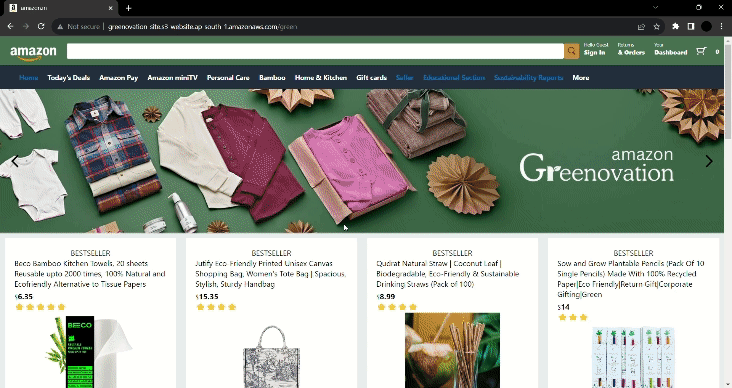 amazon.in
Not secure | greenovation-site.s3-website.ap-south-1.amazonaws.com/green
amazon
Hello Guest
Sign In
Returns
& Orders
Your
Dashboard
0
Home Today's Deals Amazon Pay Amazon miniTV Personal Care Bamboo Home & Kitchen Gift cards Seller Educational Section Sustainability Reports More
amazon
Greenovation
BESTSELLER
Beco Bamboo Kitchen Towels, 20 sheets
Reusable upto 2000 times, 100% Natural and
Ecofriendly Alternative to Tissue Papers
$6.35
BECO
BESTSELLER
Jutify Eco-Friendly Printed Unisex Canvas
Shopping Bag, Women's Tote Bag | Spacious,
Stylish, Sturdy Handbag
$15.35
BESTSELLER
Qudrat Natural Straw | Coconut Leaf |
Biodegradable, Eco-Friendly & Sustainable
Drinking Straws (Pack of 100)
$8.99
BESTSELLER
Sow and Grow Plantable Pencils (Pack Of 10
Single Pencils) Made With 100% Recycled
Paper|Eco Friendly|Return Gift|Corporate
Gifting|Green
$14